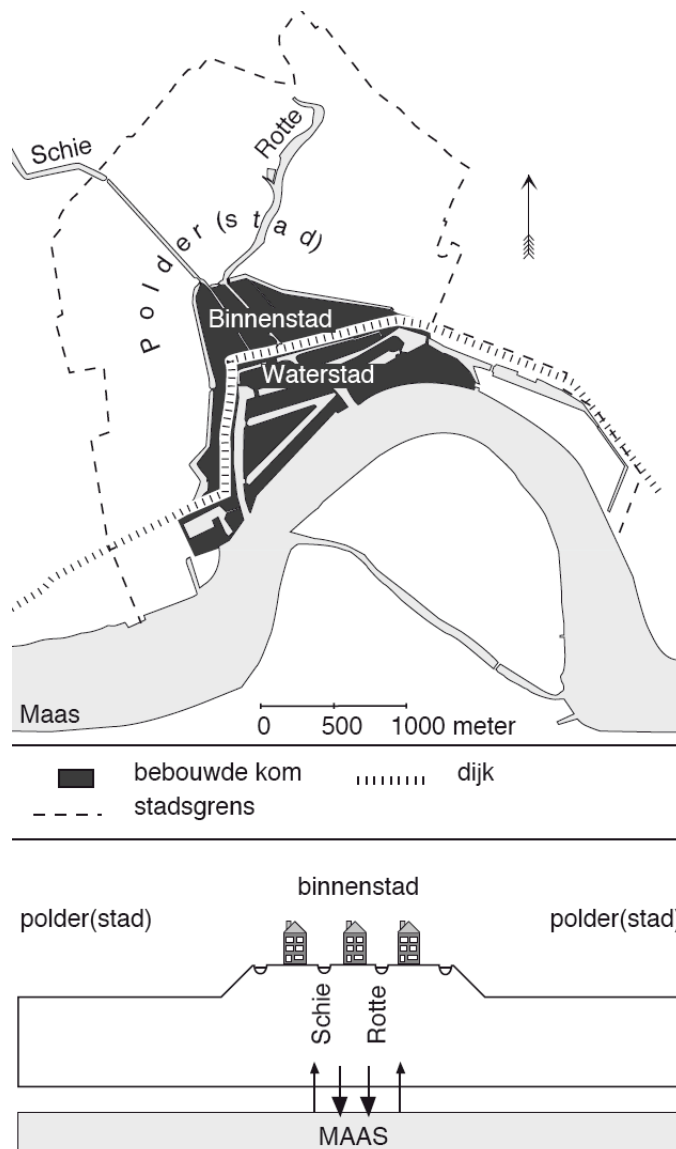 Schie
Rotte
Polder(stad)
Binnenstad
Waterstad
Maas
0 500 1000 meter
bebouwde kom dijk
stadsgrens
binnenstad
polder(stad) polder(stad)
Schie
Rotte
MAAS